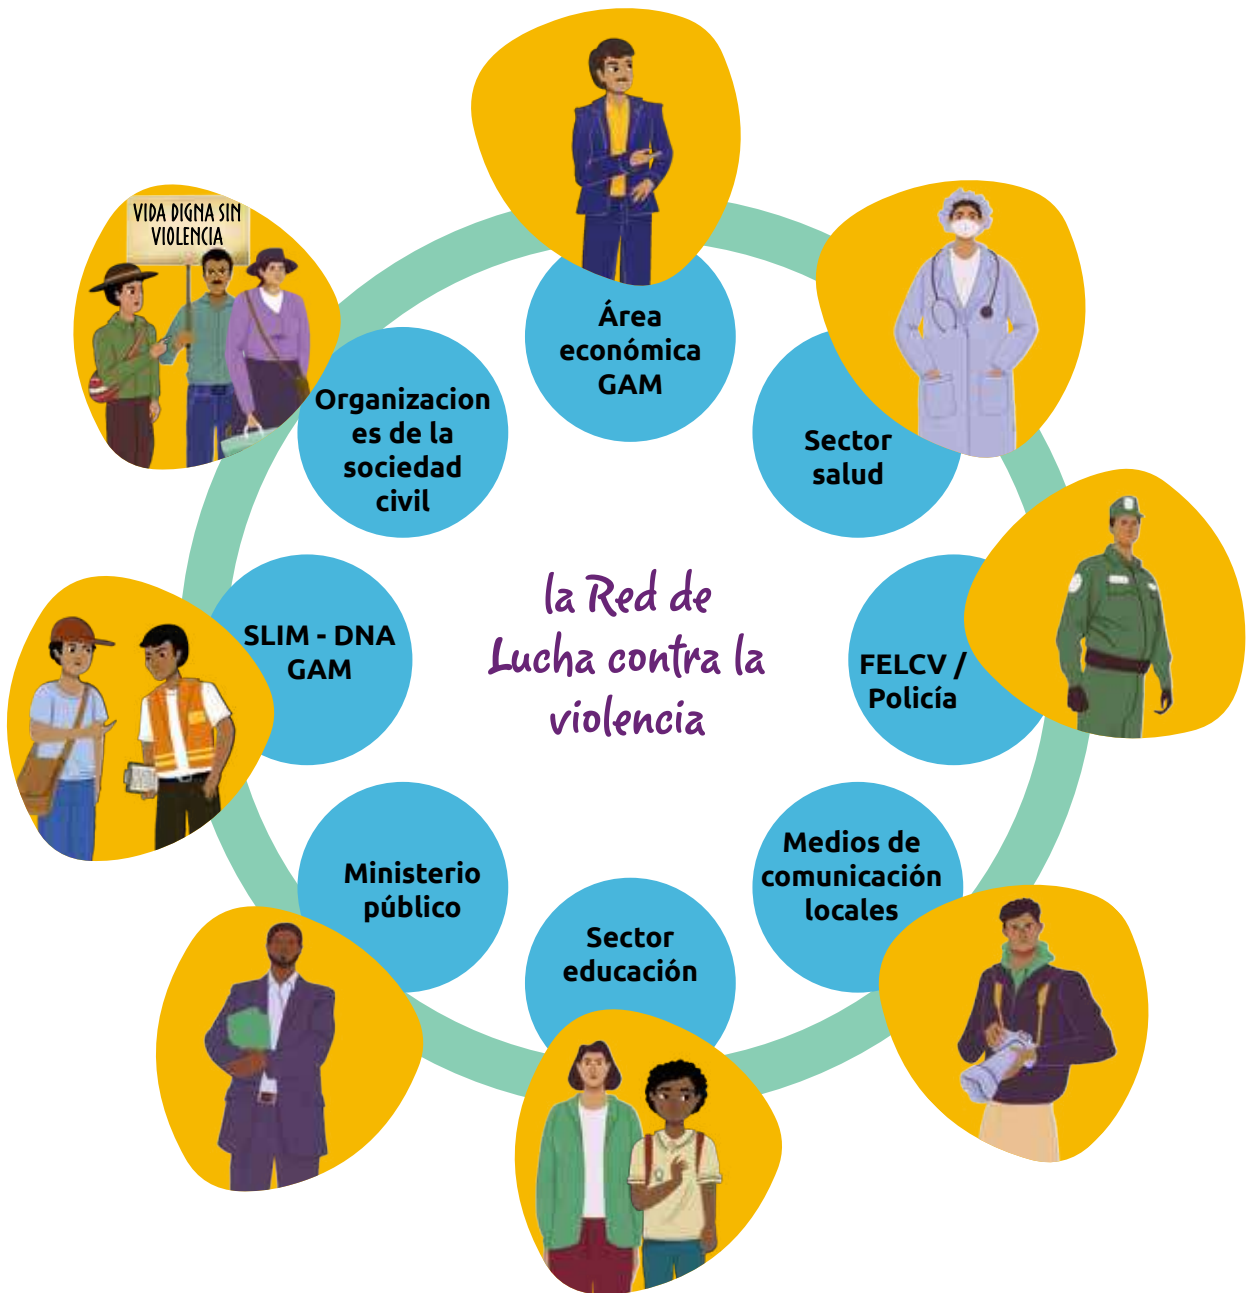 VIDA DIGNA SIN
VIOLENCIA
Área
económica
GAM
Sector
salud
FELCV /
Policía
Medios de
comunicación
locales
Sector
educación
Ministerio
público
SLIM - DNA
GAM
Organizacion
es de la
sociedad
civil
la Red de
Lucha contra la
violencia